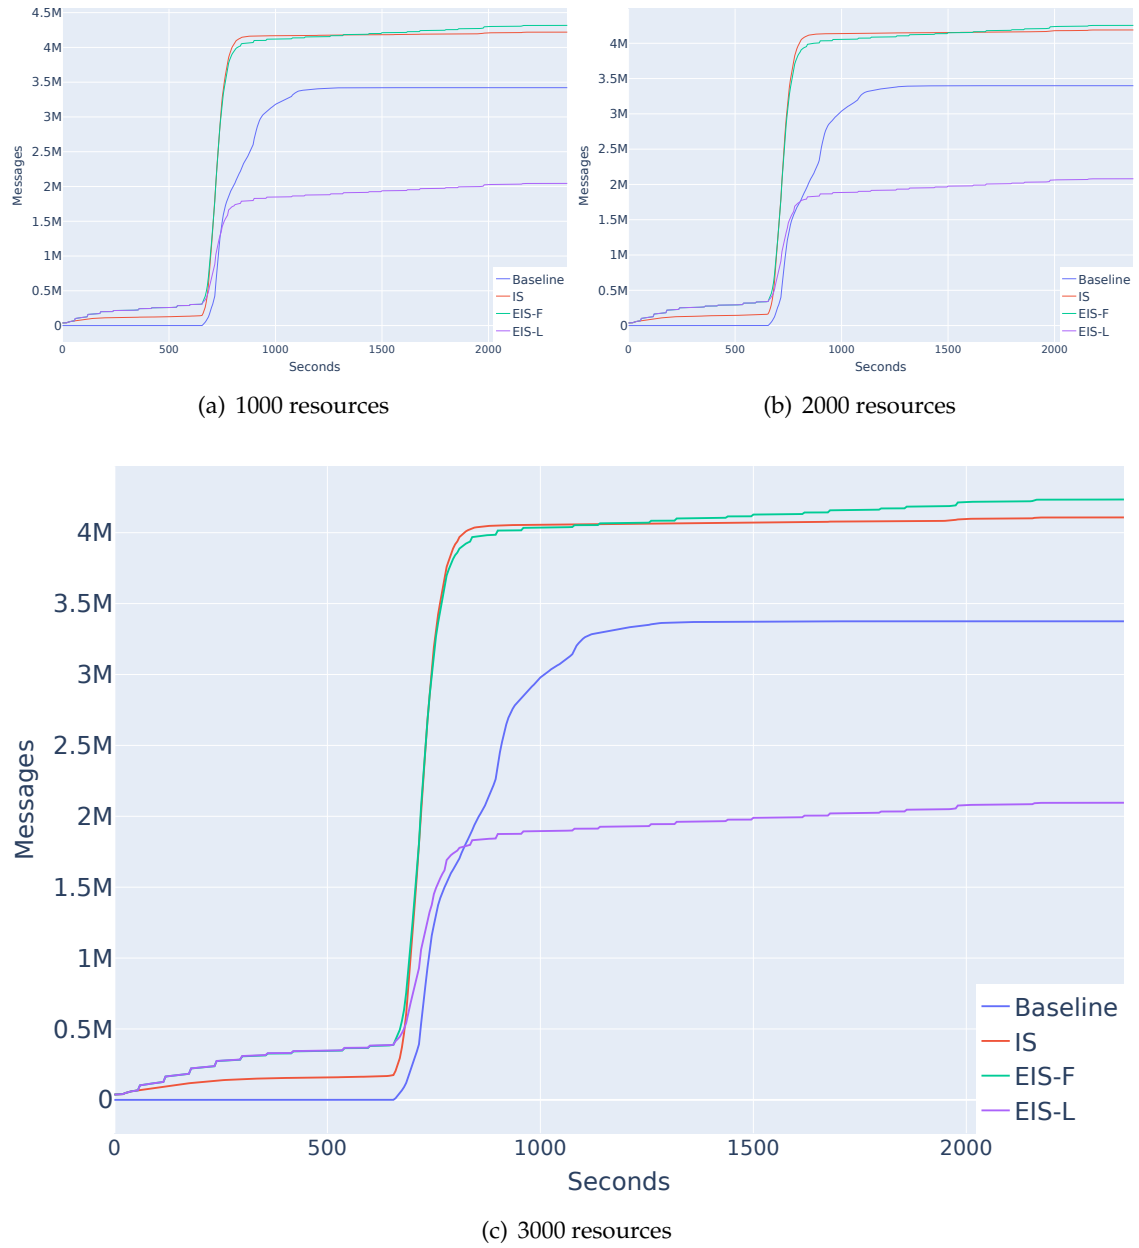 4.5M
4M
3.5M
3M
2.5M
2M
1.5M
1M
0.5M
0
Messages
0 500 1000 1500 2000
Seconds
Baseline
IS
EIS-F
EIS-L
(a) 1000 resources
4M
3.5M
3M
2.5M
2M
1.5M
1M
0.5M
0
Messages
0 500 1000 1500 2000
Seconds
Baseline
IS
EIS-F
EIS-L
(b) 2000 resources
4M
3.5M
3M
2.5M
2M
1.5M
1M
0.5M
0
Messages
0 500 1000 1500 2000
Seconds
Baseline
IS
EIS-F
EIS-L
(c) 3000 resources